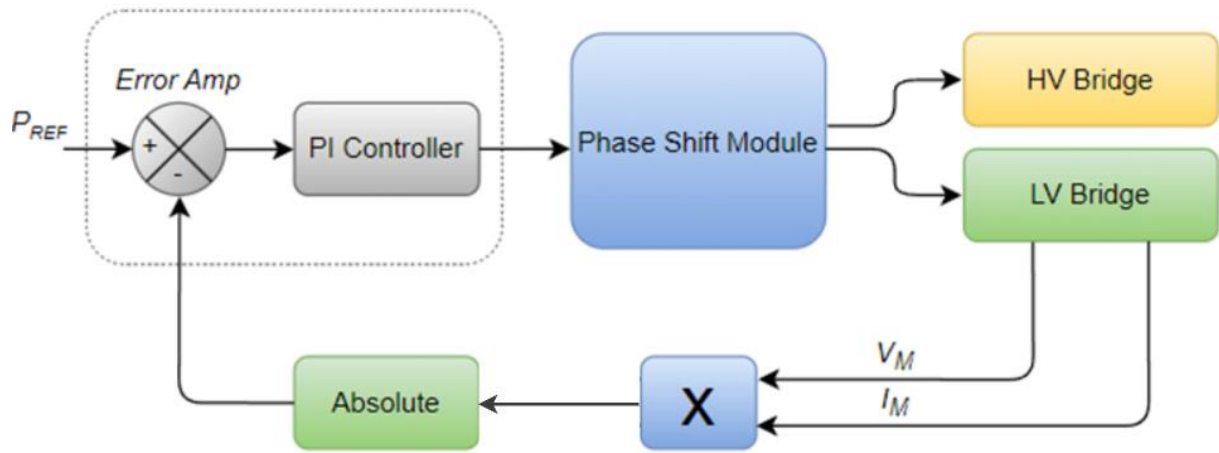 Error Amp
P_REF
+
-
PI Controller
Phase Shift Module
HV Bridge
LV Bridge
V_M
I_M
X
Absolute